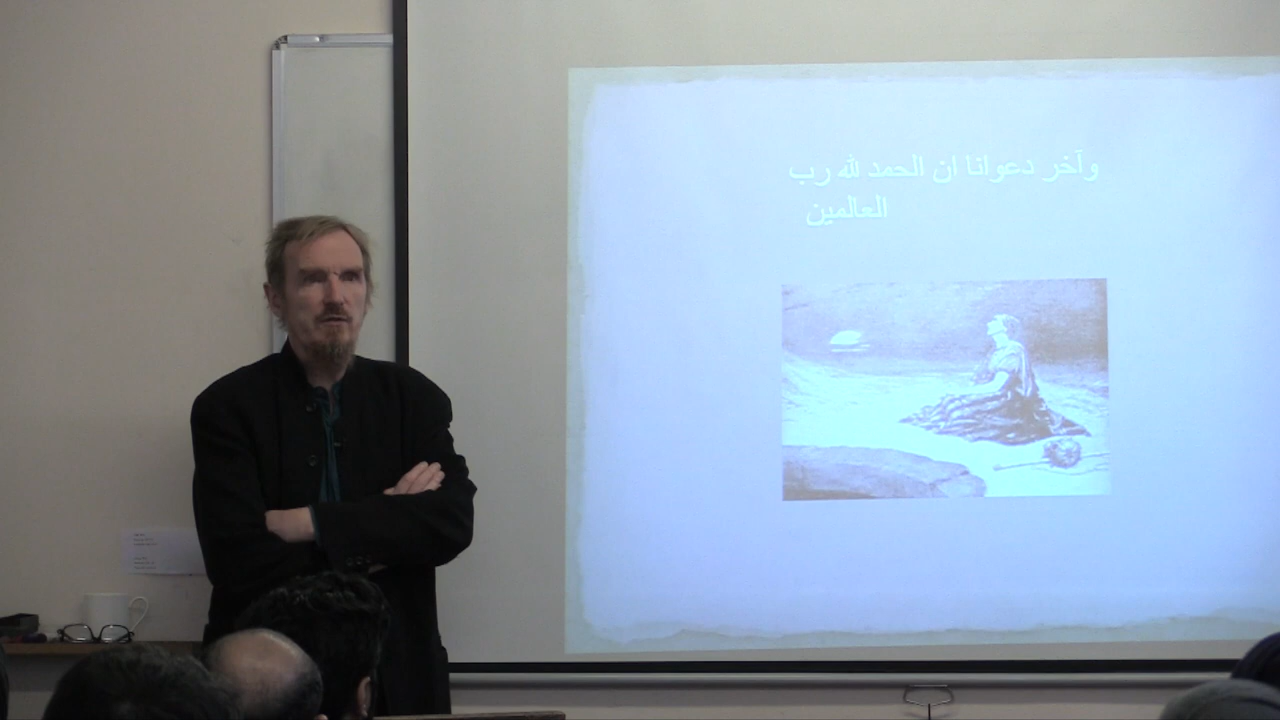 وآخر دعوانا ان الحمد لله رب
العالمين